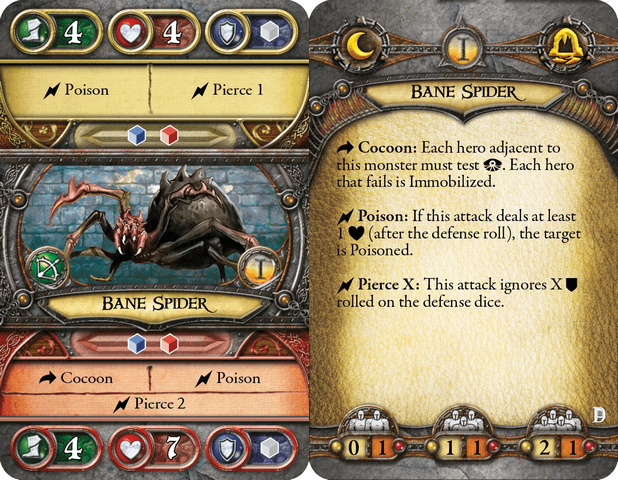 4 4
Poison Pierce 1
I
BANE SPIDER
Cocoon Poison
Pierce 2
4 7
I
BANE SPIDER
Cocoon: Each hero adjacent to
this monster must test . Each hero
that fails is Immobilized.
Poison: If this attack deals at least
1 (after the defense roll), the target
is Poisoned.
Pierce X: This attack ignores X
rolled on the defense dice.
0 1 1 1 2 1